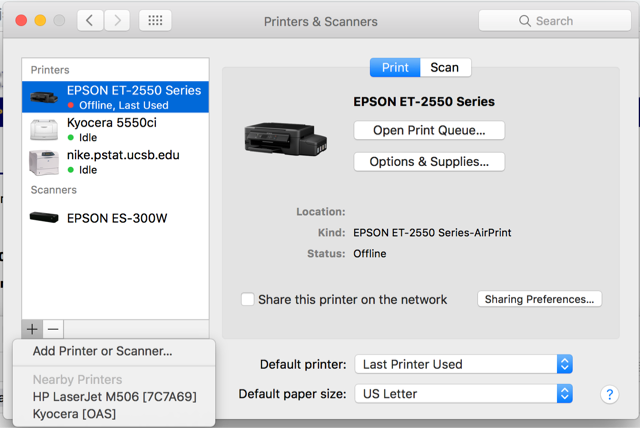 Printers & Scanners
Search
Printers
EPSON ET-2550 Series
Offline, Last Used
Kyocera 5550ci
Idle
nike.pstat.ucsb.edu
Idle
Scanners
EPSON ES-300W
Print Scan
EPSON ET-2550 Series
Open Print Queue...
Options & Supplies...
Location:
Kind: EPSON ET-2550 Series-AirPrint
Status: Offline
Share this printer on the network
Sharing Preferences...
+ −
Add Printer or Scanner...
Nearby Printers
HP LaserJet M506 [7C7A69]
Kyocera [OAS]
Default printer: Last Printer Used
Default paper size: US Letter
?